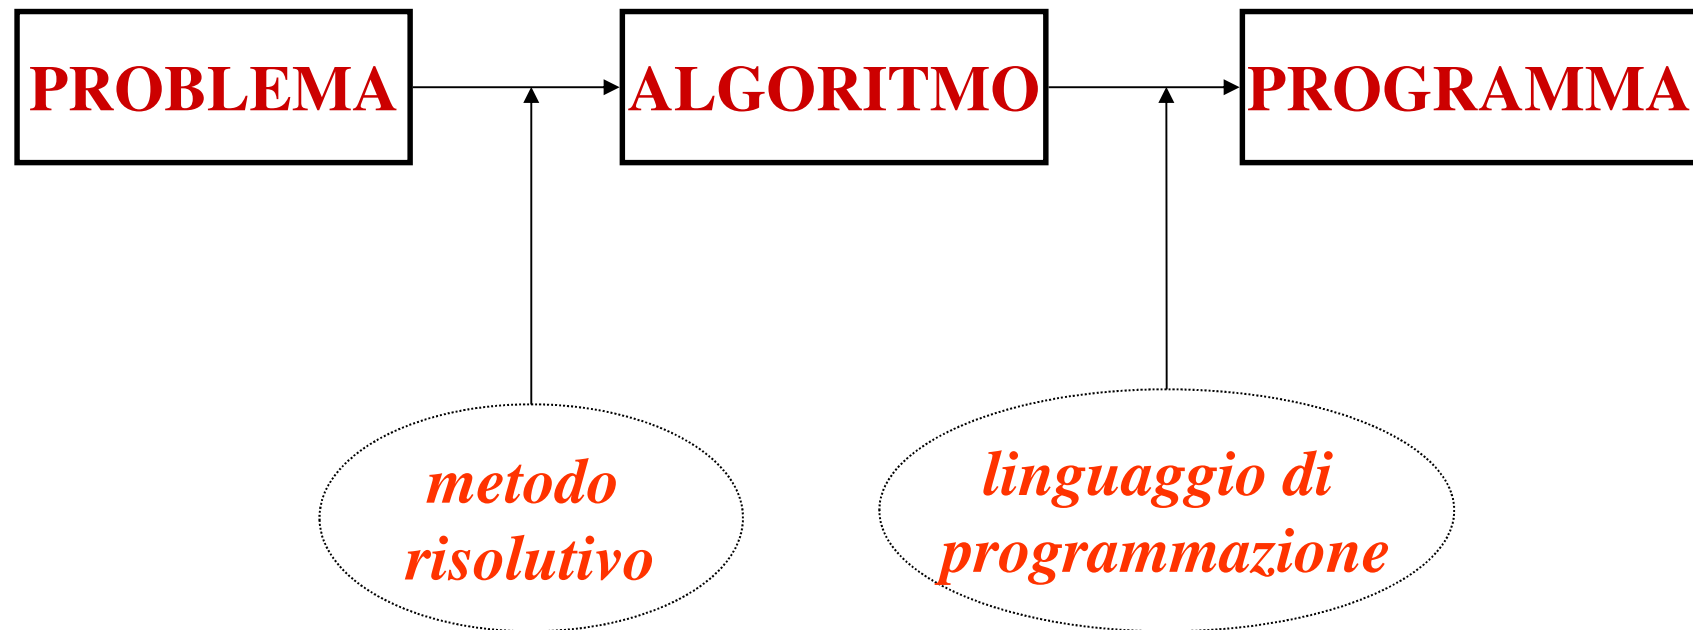 PROBLEMA
ALGORITMO
PROGRAMMA
metodo
risolutivo
linguaggio di
programmazione